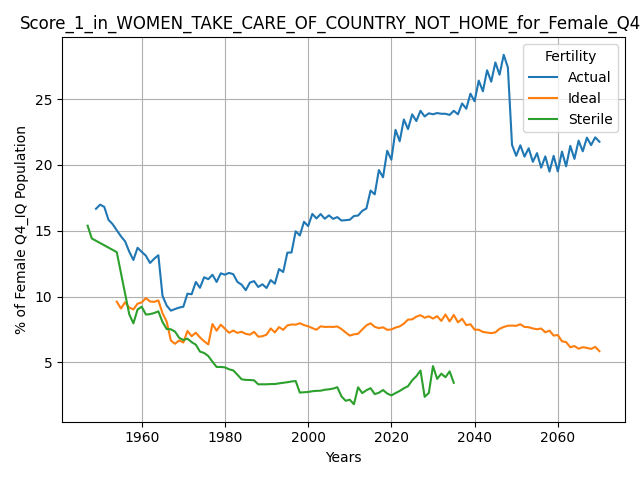 Score_1_in_WOMEN_TAKE_CARE_OF_COUNTRY_NOT_HOME_for_Female_Q4
Fertility
Actual
Ideal
Sterile
% of Female Q4_IQ Population
25
20
15
10
5
1960 1980 2000 2020 2040 2060
Years